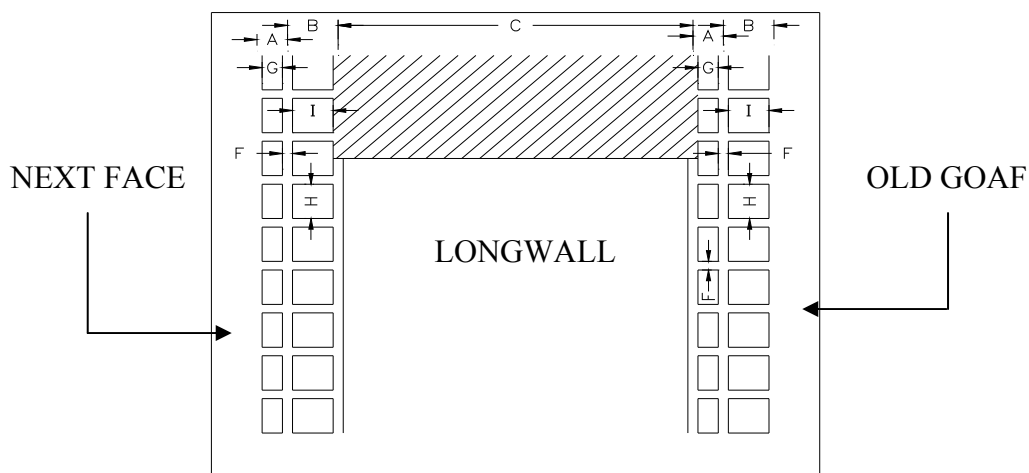 B C B
A A
G G
I I
F F
NEXT FACE OLD GOAF
H H
LONGWALL
F